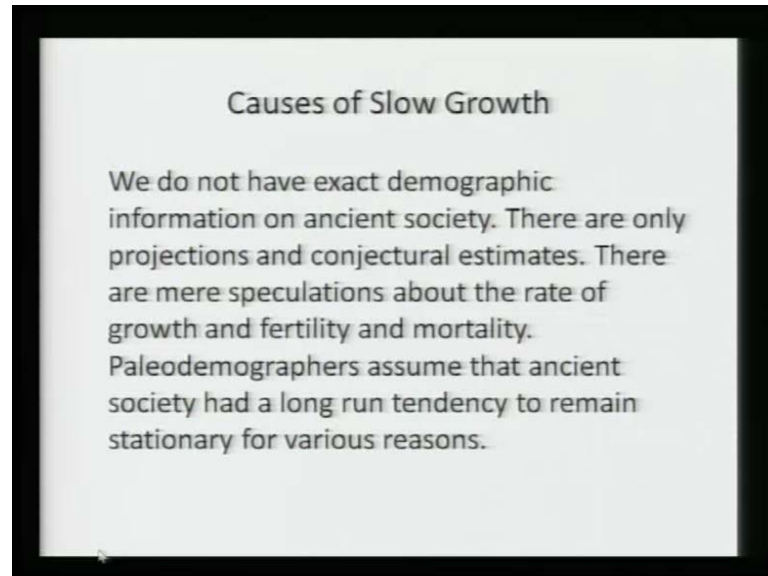 Causes of Slow Growth
We do not have exact demographic
information on ancient society. There are only
projections and conjectural estimates. There
are mere speculations about the rate of
growth and fertility and mortality.
Paleodemographers assume that ancient
society had a long run tendency to remain
stationary for various reasons.